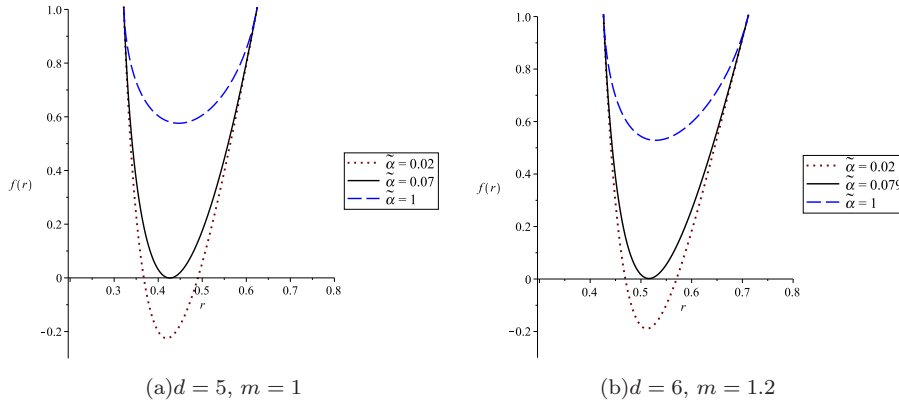 1.0
0.8
0.6
0.4
f(r)
0.2
0
-0.2
0.3 0.4 0.5 0.6 0.7 0.8
r
α̃ = 0.02
α̃ = 0.07
α̃ = 1
(a)d = 5, m = 1
1.0
0.8
0.6
0.4
f(r)
0.2
0
-0.2
0.4 0.5 0.6 0.7 0.8
r
α̃ = 0.02
α̃ = 0.079
α̃ = 1
(b)d = 6, m = 1.2